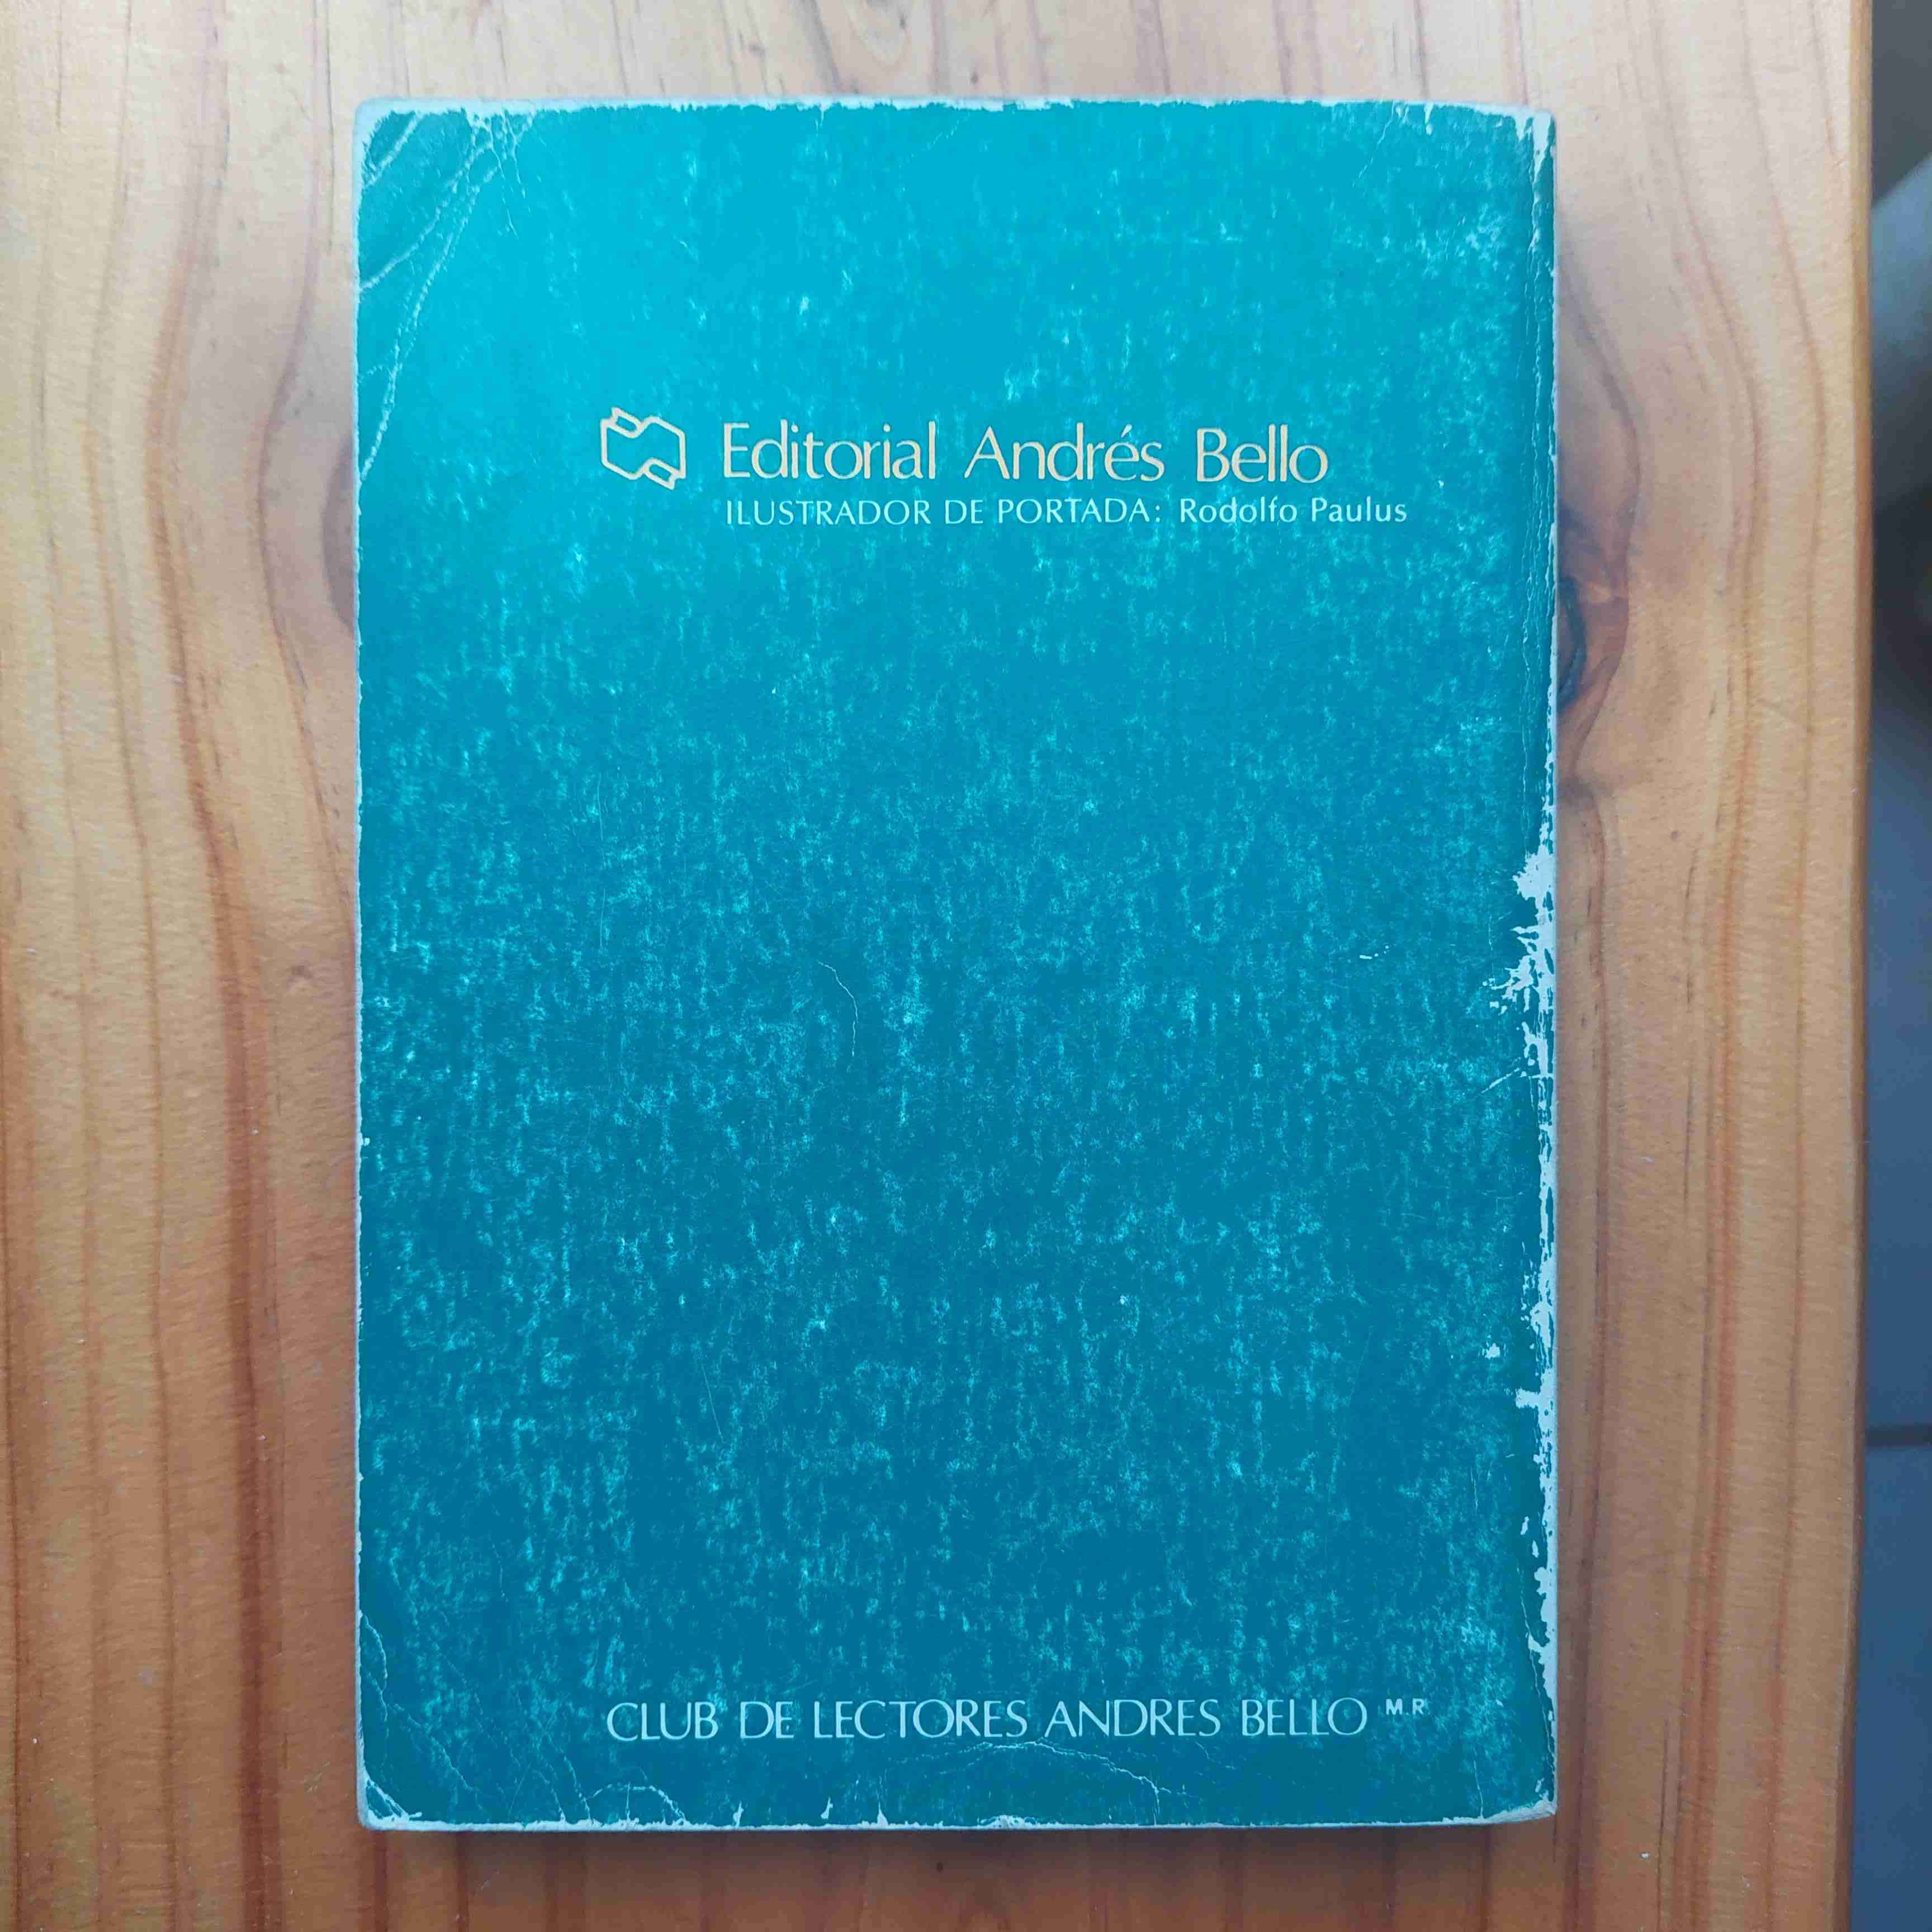 Editorial Andrés Bello
ILUSTRADOR DE PORTADA: Rodolfo Paulus
CLUB DE LECTORES ANDRES BELLO M.R